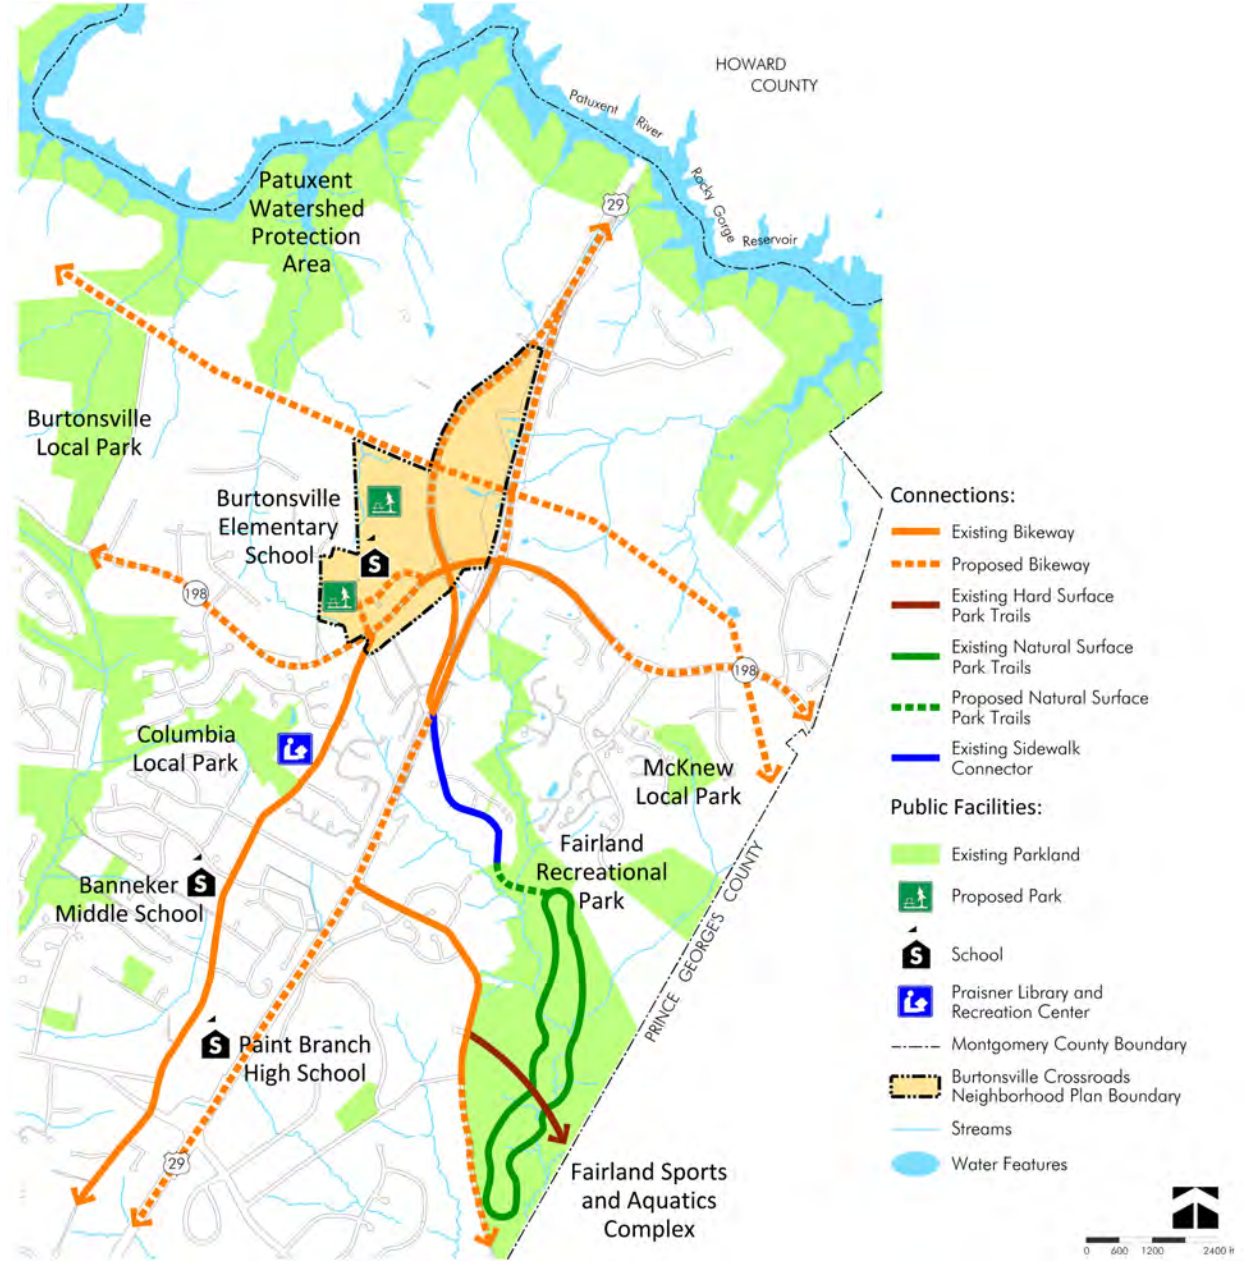 HOWARD
COUNTY
Patuxent River
Rocky Gorge Reservoir
29
Patuxent
Watershed
Protection
Area
Burtonsville
Local Park
Burtonsville
Elementary
School
S
198
198
Columbia
Local Park
McKnew
Local Park
Fairland
Recreational
Park
Banneker
Middle School
S
PRINCE GEORGES COUNTY
S
Paint Branch
High School
29
Fairland Sports
and Aquatics
Complex
Connections:
Existing Bikeway
Proposed Bikeway
Existing Hard Surface
Park Trails
Existing Natural Surface
Park Trails
Proposed Natural Surface
Park Trails
Existing Sidewalk
Connector
Public Facilities:
Existing Parkland
Proposed Park
S
School
Praisner Library and
Recreation Center
Montgomery County Boundary
Burtonsville Crossroads
Neighborhood Plan Boundary
Streams
Water Features
0 600 1200 2400 ft